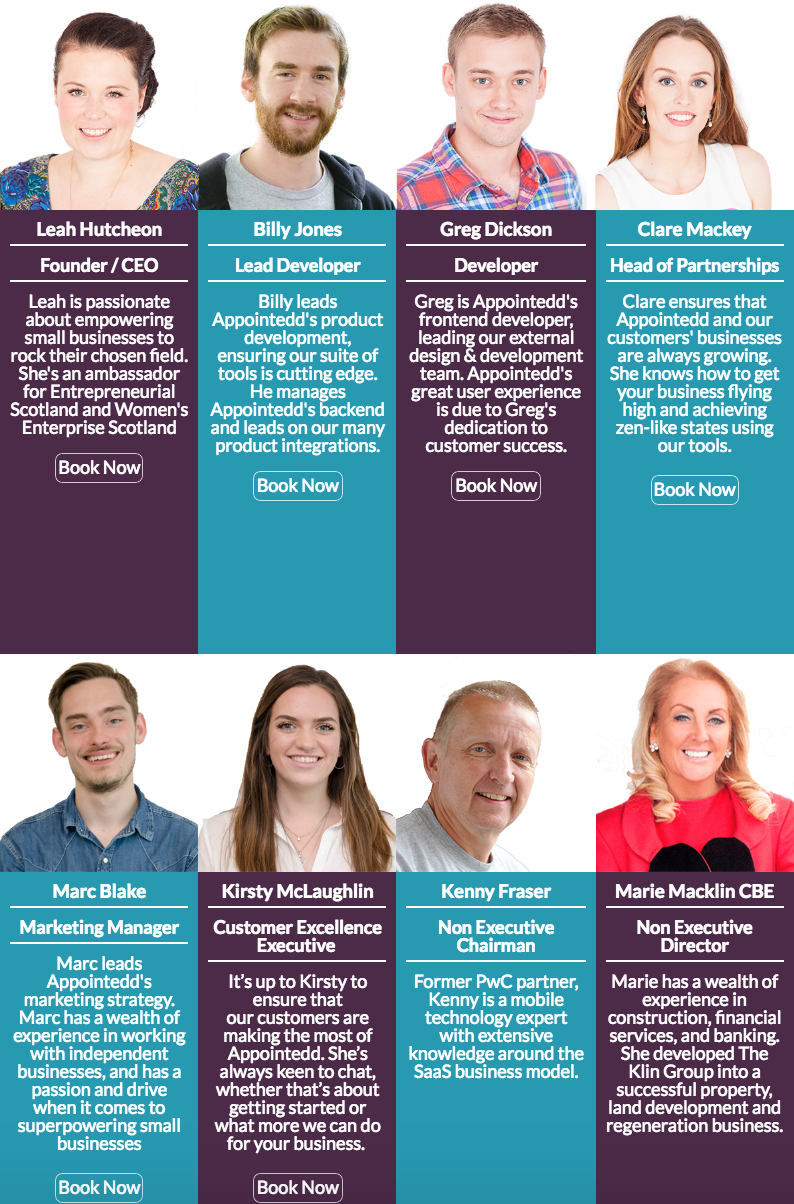 Leah Hutcheon
Founder / CEO
Leah is passionate
about empowering
small businesses to
rock their chosen field.
She's an ambassador
for Entrepreneurial
Scotland and Women's
Enterprise Scotland
Book Now
Billy Jones
Lead Developer
Billy leads
Appointedd's product
development,
ensuring our suite of
tools is cutting edge.
He manages
Appointedd's backend
and leads on our many
product integrations.
Book Now
Greg Dickson
Developer
Greg is Appointedd's
frontend developer,
leading our external
design & development
team. Appointedd's
great user experience
is due to Greg's
dedication to
customer success.
Book Now
Clare Mackey
Head of Partnerships
Clare ensures that
Appointedd and our
customers' businesses
are always growing.
She knows how to get
your business flying
high and achieving
zen-like states using
our tools.
Book Now
Marc Blake
Marketing Manager
Marc leads
Appointedd's
marketing strategy.
Marc has a wealth of
experience in working
with independent
businesses, and has a
passion and drive
when it comes to
superpowering small
businesses
Book Now
Kirsty McLaughlin
Customer Excellence
Executive
It’s up to Kirsty to
ensure that
our customers are
making the most of
Appointedd. She’s
always keen to chat,
whether that’s about
getting started or
what more we can do
for your business.
Book Now
Kenny Fraser
Non Executive
Chairman
Former PwC partner,
Kenny is a mobile
technology expert
with extensive
knowledge around the
SaaS business model.
Marie Macklin CBE
Non Executive
Director
Marie has a wealth of
experience in
construction, financial
services, and banking.
She developed The
Klin Group into a
successful property,
land development and
regeneration business.